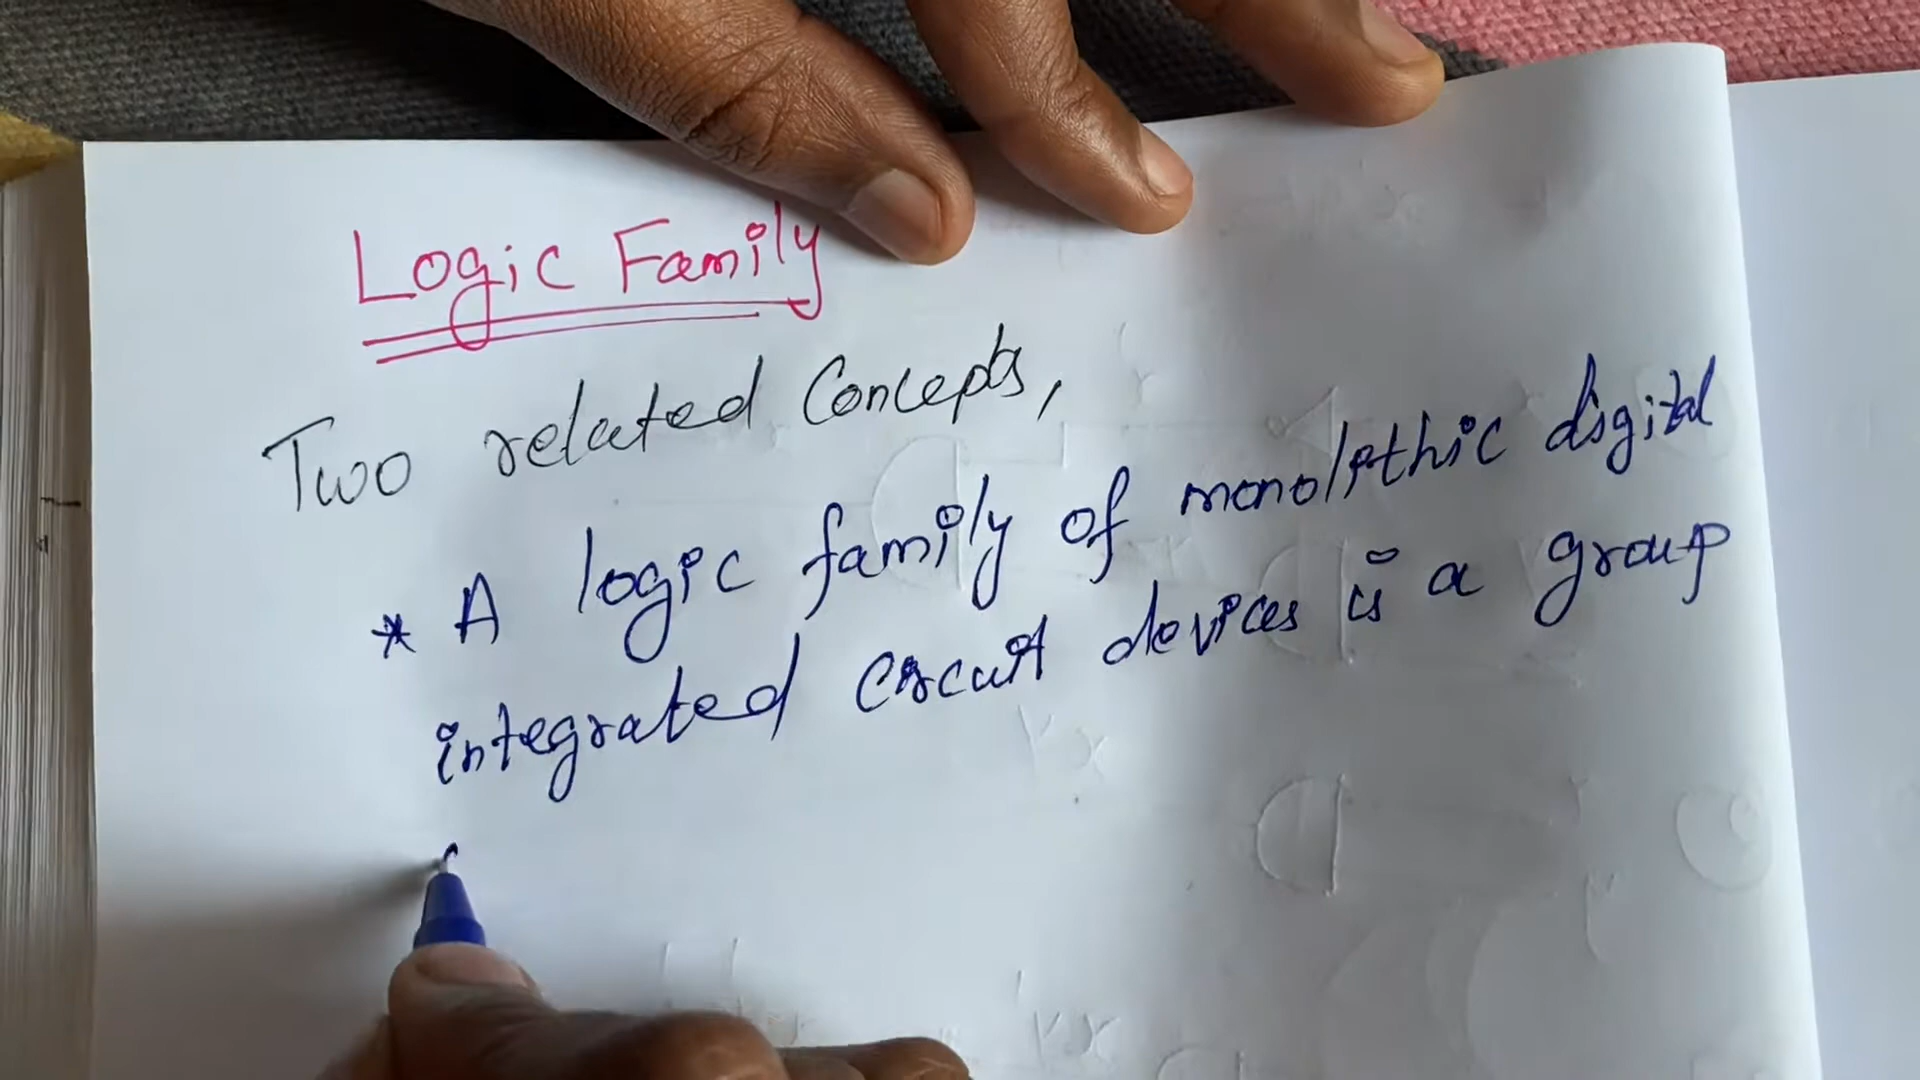 Logic Family
Two related Concepts,
* A logic family of monolithic digital
integrated circuit devices is a group